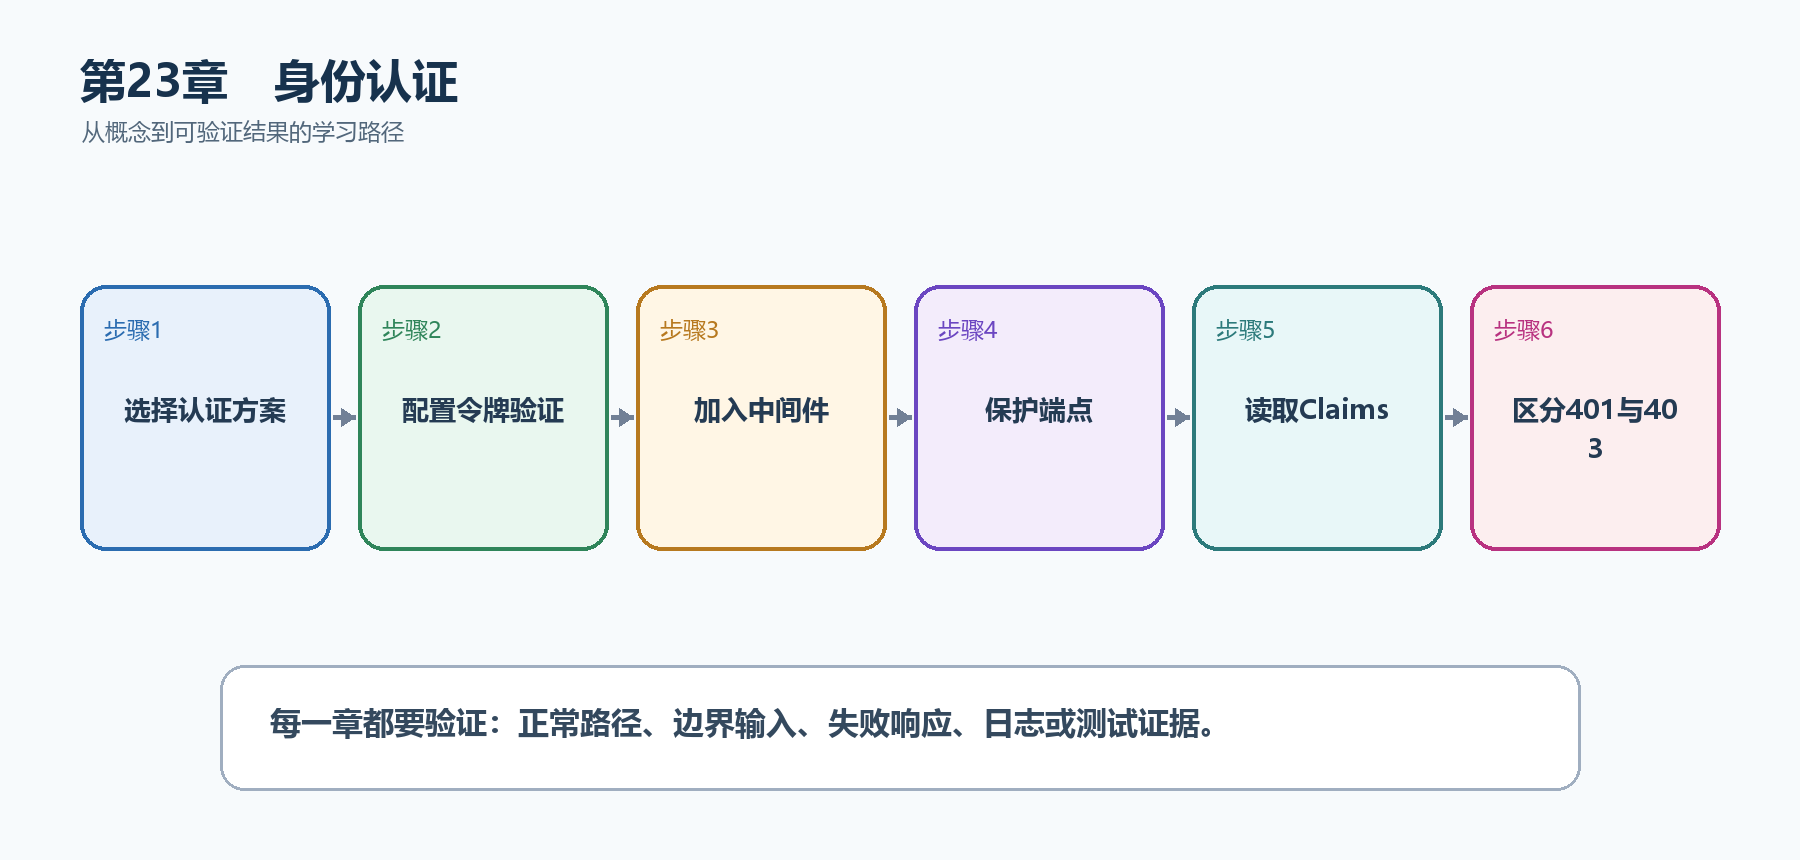 第23章　身份认证
从概念到可验证结果的学习路径
步骤1
选择认证方案
步骤2
配置令牌验证
步骤3
加入中间件
步骤4
保护端点
步骤5
读取Claims
步骤6
区分401与40
3
每一章都要验证：正常路径、边界输入、失败响应、日志或测试证据。